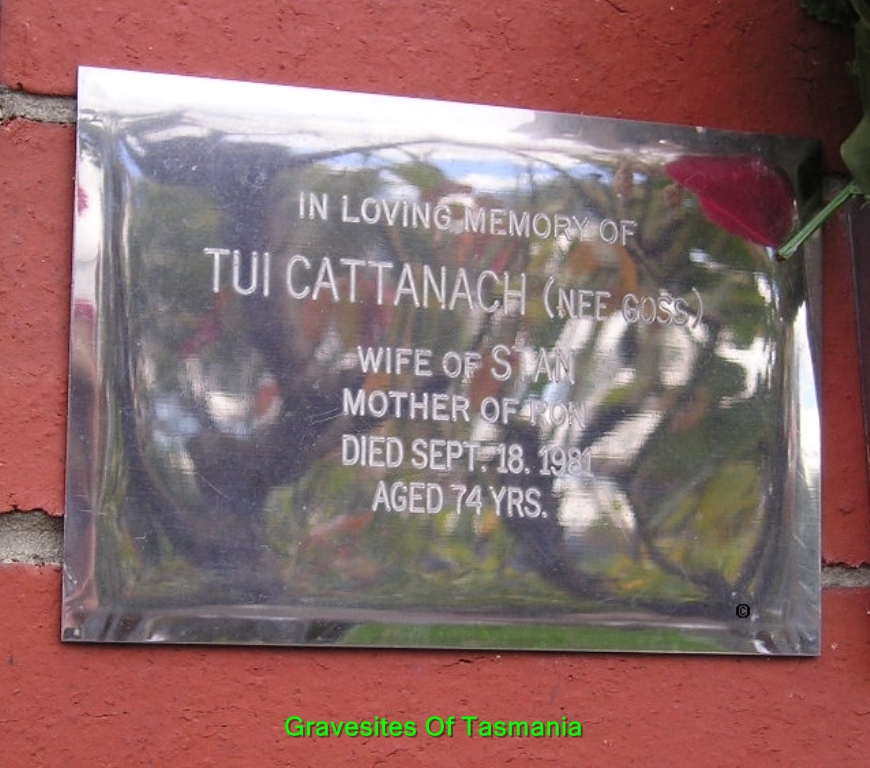 IN LOVING MEMORY OF
TUI CATTANACH (NEE GOSS)
WIFE OF STAN
MOTHER OF RON
DIED SEPT. 18. 1981
AGED 74 YRS.
©
Gravesites Of Tasmania